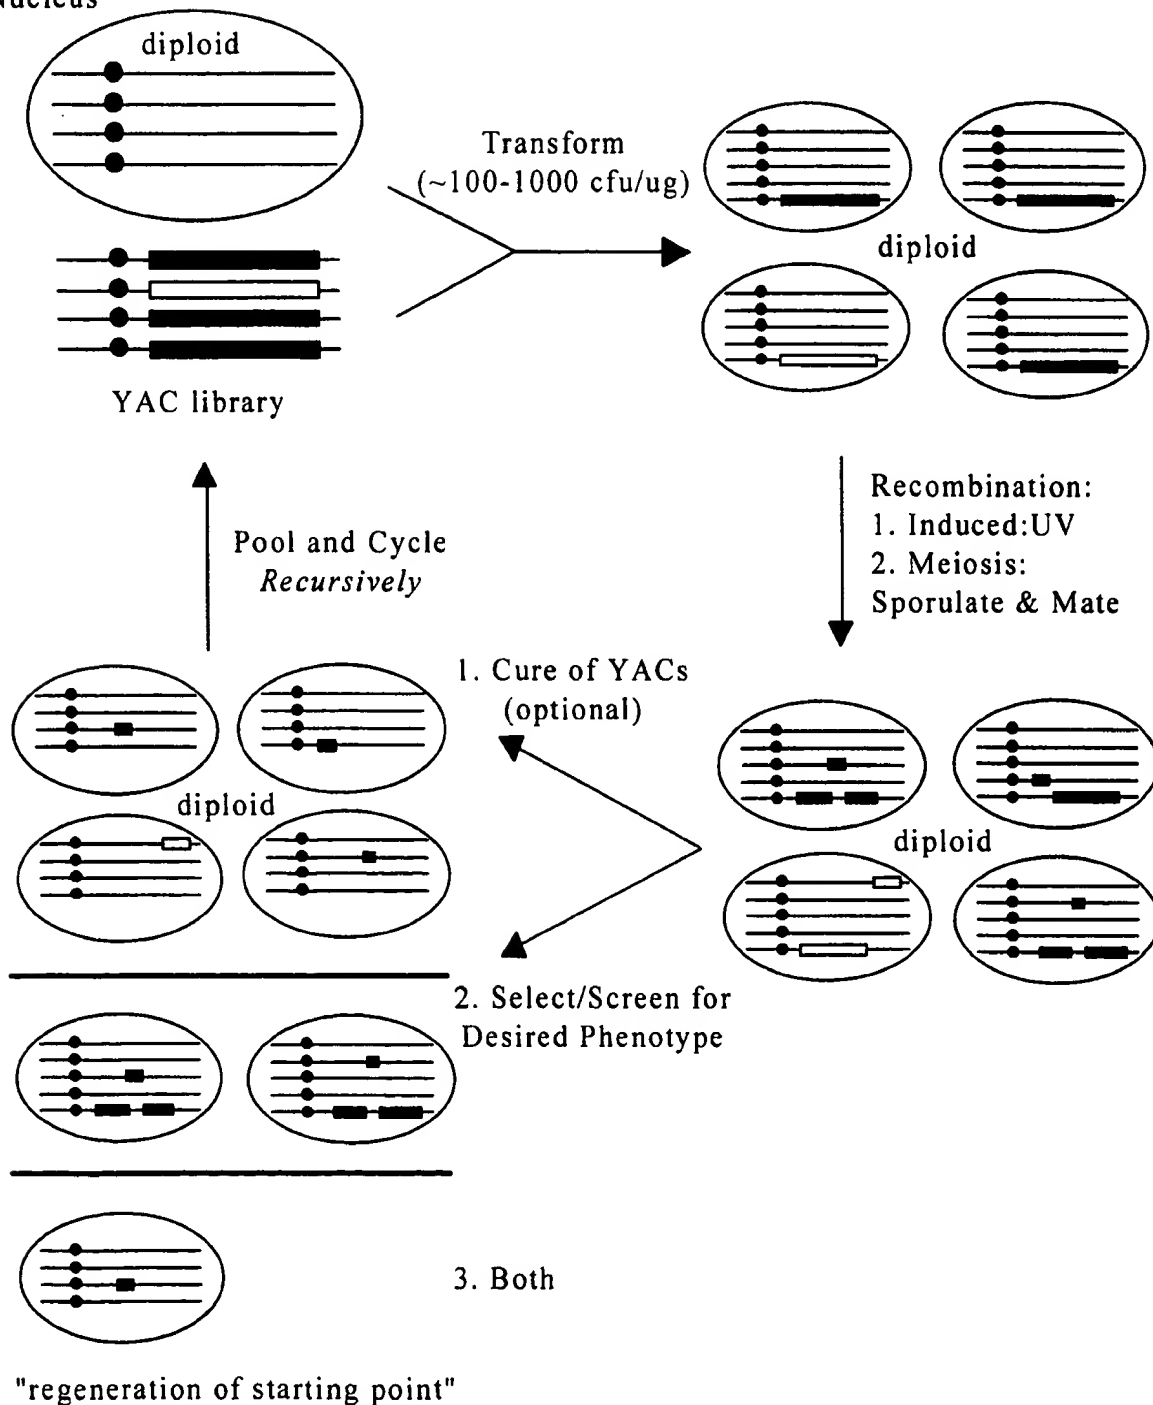 Nucleus
diploid
Transform
(~100-1000 cfu/ug)
diploid
YAC library
Recombination:
1. Induced:UV
2. Meiosis:
Sporulate & Mate
Pool and Cycle
Recursively
1. Cure of YACs
(optional)
diploid
diploid
2. Select/Screen for
Desired Phenotype
3. Both
"regeneration of starting point"